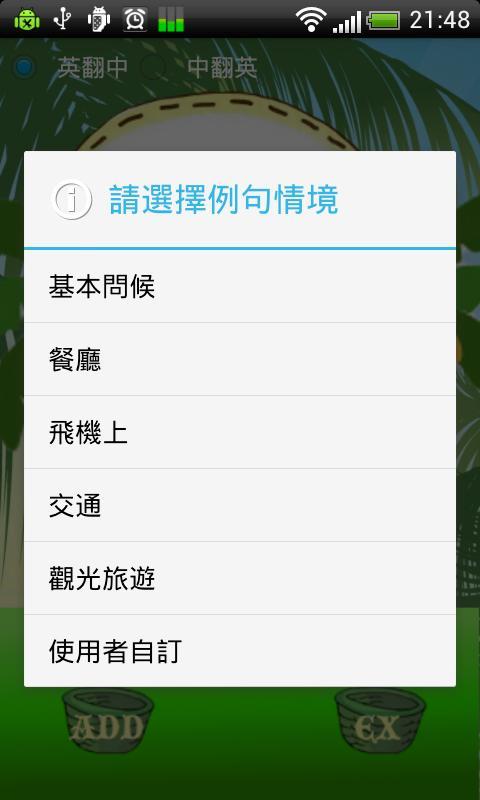 21:48
英翻中 中翻英
請選擇例句情境
基本問候
餐廳
飛機上
交通
觀光旅遊
使用者自訂
ADD EX